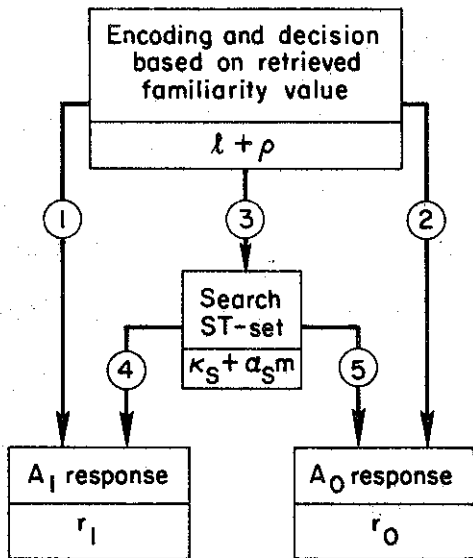 Encoding and decision
based on retrieved
familiarity value
ℓ + ρ
1
3
2
Search
ST-set
κS + αSm
4
5
A1 response
r1
A0 response
r0